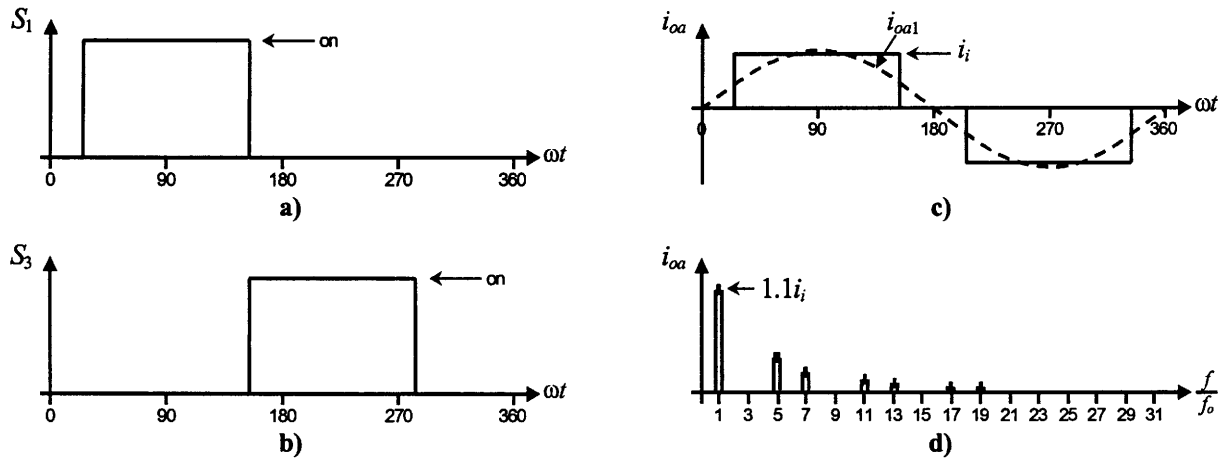 S1
on
0 90 180 270 360 ωt
a)
S3
on
0 90 180 270 360 ωt
b)
ioa ioa1 ii
0 90 180 270 360 ωt
c)
ioa
1.1ii
1 3 5 7 9 11 13 15 17 19 21 23 25 27 29 31 f/fo
d)